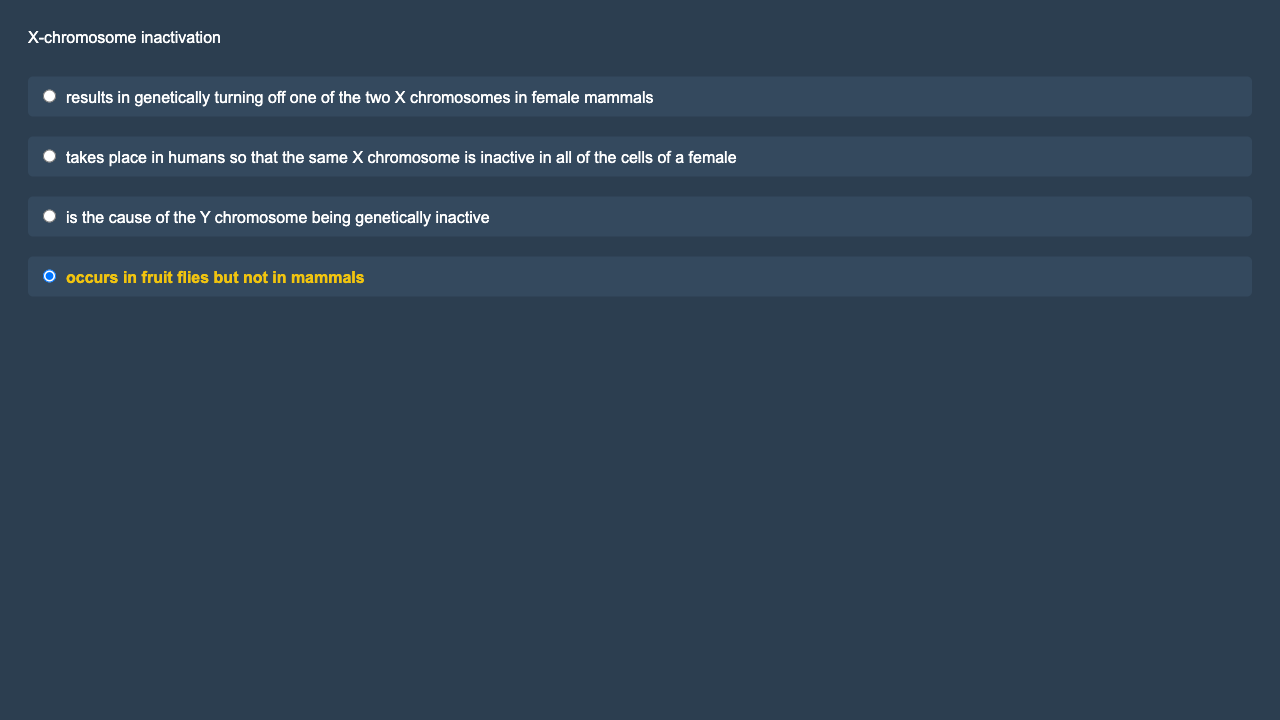 X-chromosome inactivation
results in genetically turning off one of the two X chromosomes in female mammals
takes place in humans so that the same X chromosome is inactive in all of the cells of a female
is the cause of the Y chromosome being genetically inactive
occurs in fruit flies but not in mammals